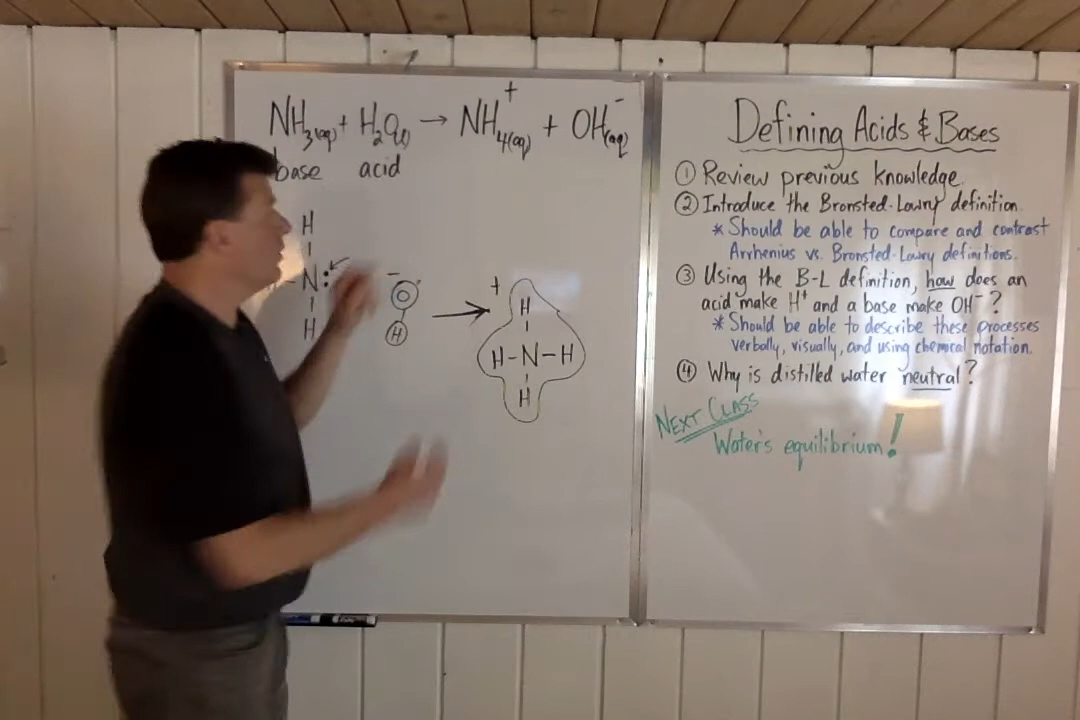 NH3(aq) + H2O(l) → NH4+(aq) + OH-(aq)
base acid
H
N:
H
-
O
H
→
+
H
H-N-H
H
Defining Acids & Bases
① Review previous knowledge.
② Introduce the Bronsted-Lowry definition.
* Should be able to compare and contrast
Arrhenius vs. Bronsted-Lowry definitions.
③ Using the B-L definition, how does an
acid make H+ and a base make OH-?
* Should be able to describe these processes
verbally, visually, and using chemical notation.
④ Why is distilled water neutral?
NEXT CLASS
Water's equilibrium!